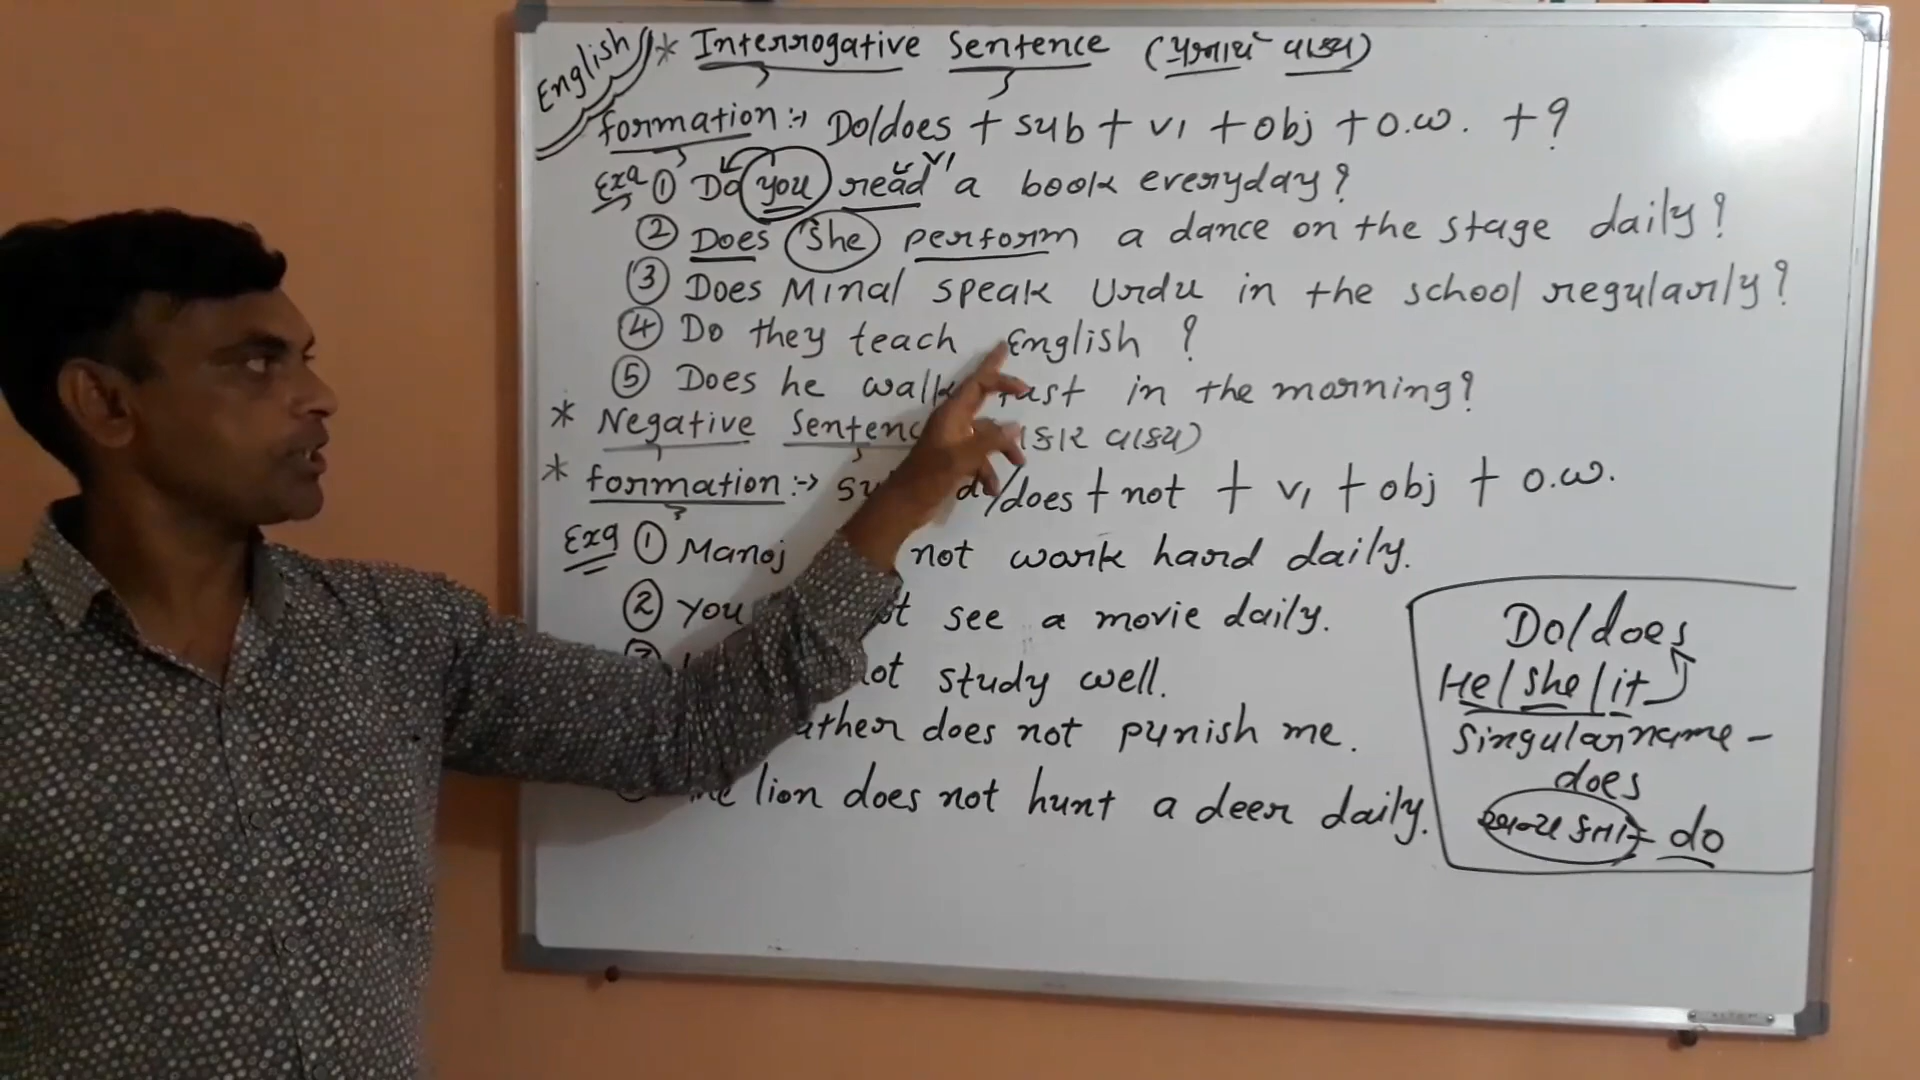 English
* Interrogative Sentence (પ્રશ્નાર્થ વાક્ય)
formation :→ Do/does + sub + v1 + obj + o.w. + ?
Exa ① Do you read a book everyday?
v1
② Does she perform a dance on the stage daily?
③ Does Minal speak Urdu in the school regularly?
④ Do they teach English ?
⑤ Does he walk fast in the morning?
* Negative Sentenc કાર વાક્ય)
* formation :→ su do/does + not + v1 + obj + o.w.
Exa ① Manoj not work hard daily.
② You see a movie daily.
study well.
does not punish me.
lion does not hunt a deer daily.
Do/does
He/she/it
Singular name -
does
do